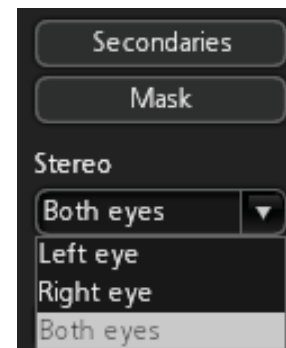 Secondaries
Mask
Stereo
Both eyes
Left eye
Right eye
Both eyes